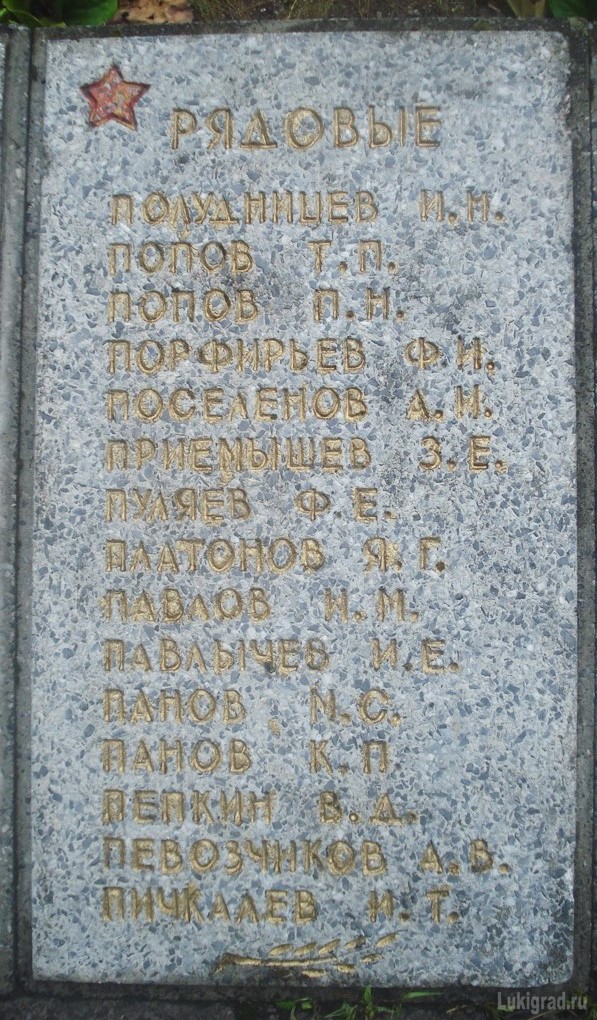 РЯДОВЫЕ
ПОЛУДНИЦЕВ И.Н.
ПОПОВ Т.П.
ПОПОВ П.Н.
ПОРФИРЬЕВ Ф.И.
ПОСЕЛЕНОВ А.И.
ПРИЕМЫШЕВ З.Е.
ПУЛЯЕВ Ф.Е.
ПЛАТОНОВ Я.Г.
ПАВЛОВ И.М.
ПАВЛЫЧЕВ И.Е.
ПАНОВ М.С.
ПАНОВ К.П.
ПЕПКИН В.Д.
ПЕВОЗЧИКОВ А.В.
ПИЧКАЛЕВ И.Т.
Lukigrad.ru